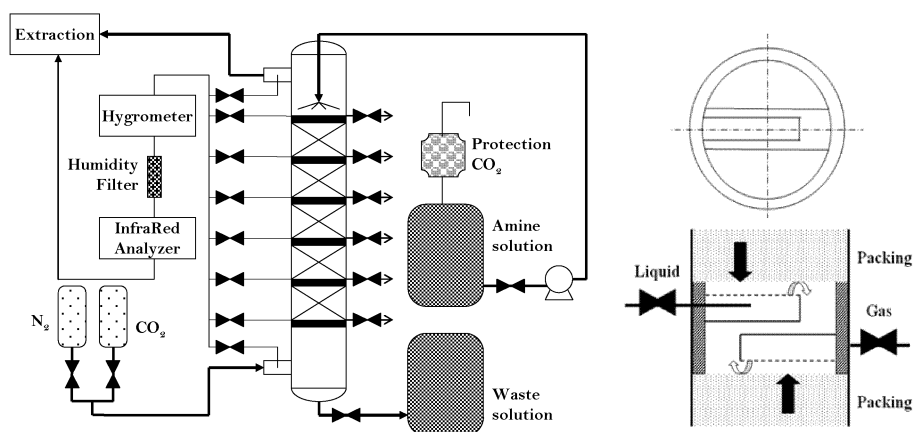 Extraction
Hygrometer
Humidity
Filter
InfraRed
Analyzer
N₂
CO₂
Protection
CO₂
Amine
solution
Waste
solution
Liquid
Packing
Gas
Packing